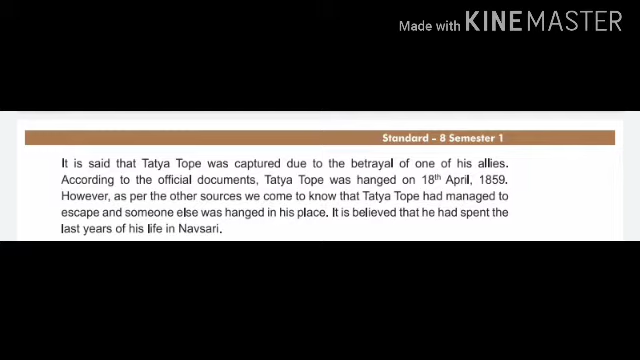 Made with KINEMASTER
Standard - 8 Semester 1
It is said that Tatya Tope was captured due to the betrayal of one of his allies.
According to the official documents, Tatya Tope was hanged on 18th April, 1859.
However, as per the other sources we come to know that Tatya Tope had managed to
escape and someone else was hanged in his place. It is believed that he had spent the
last years of his life in Navsari.